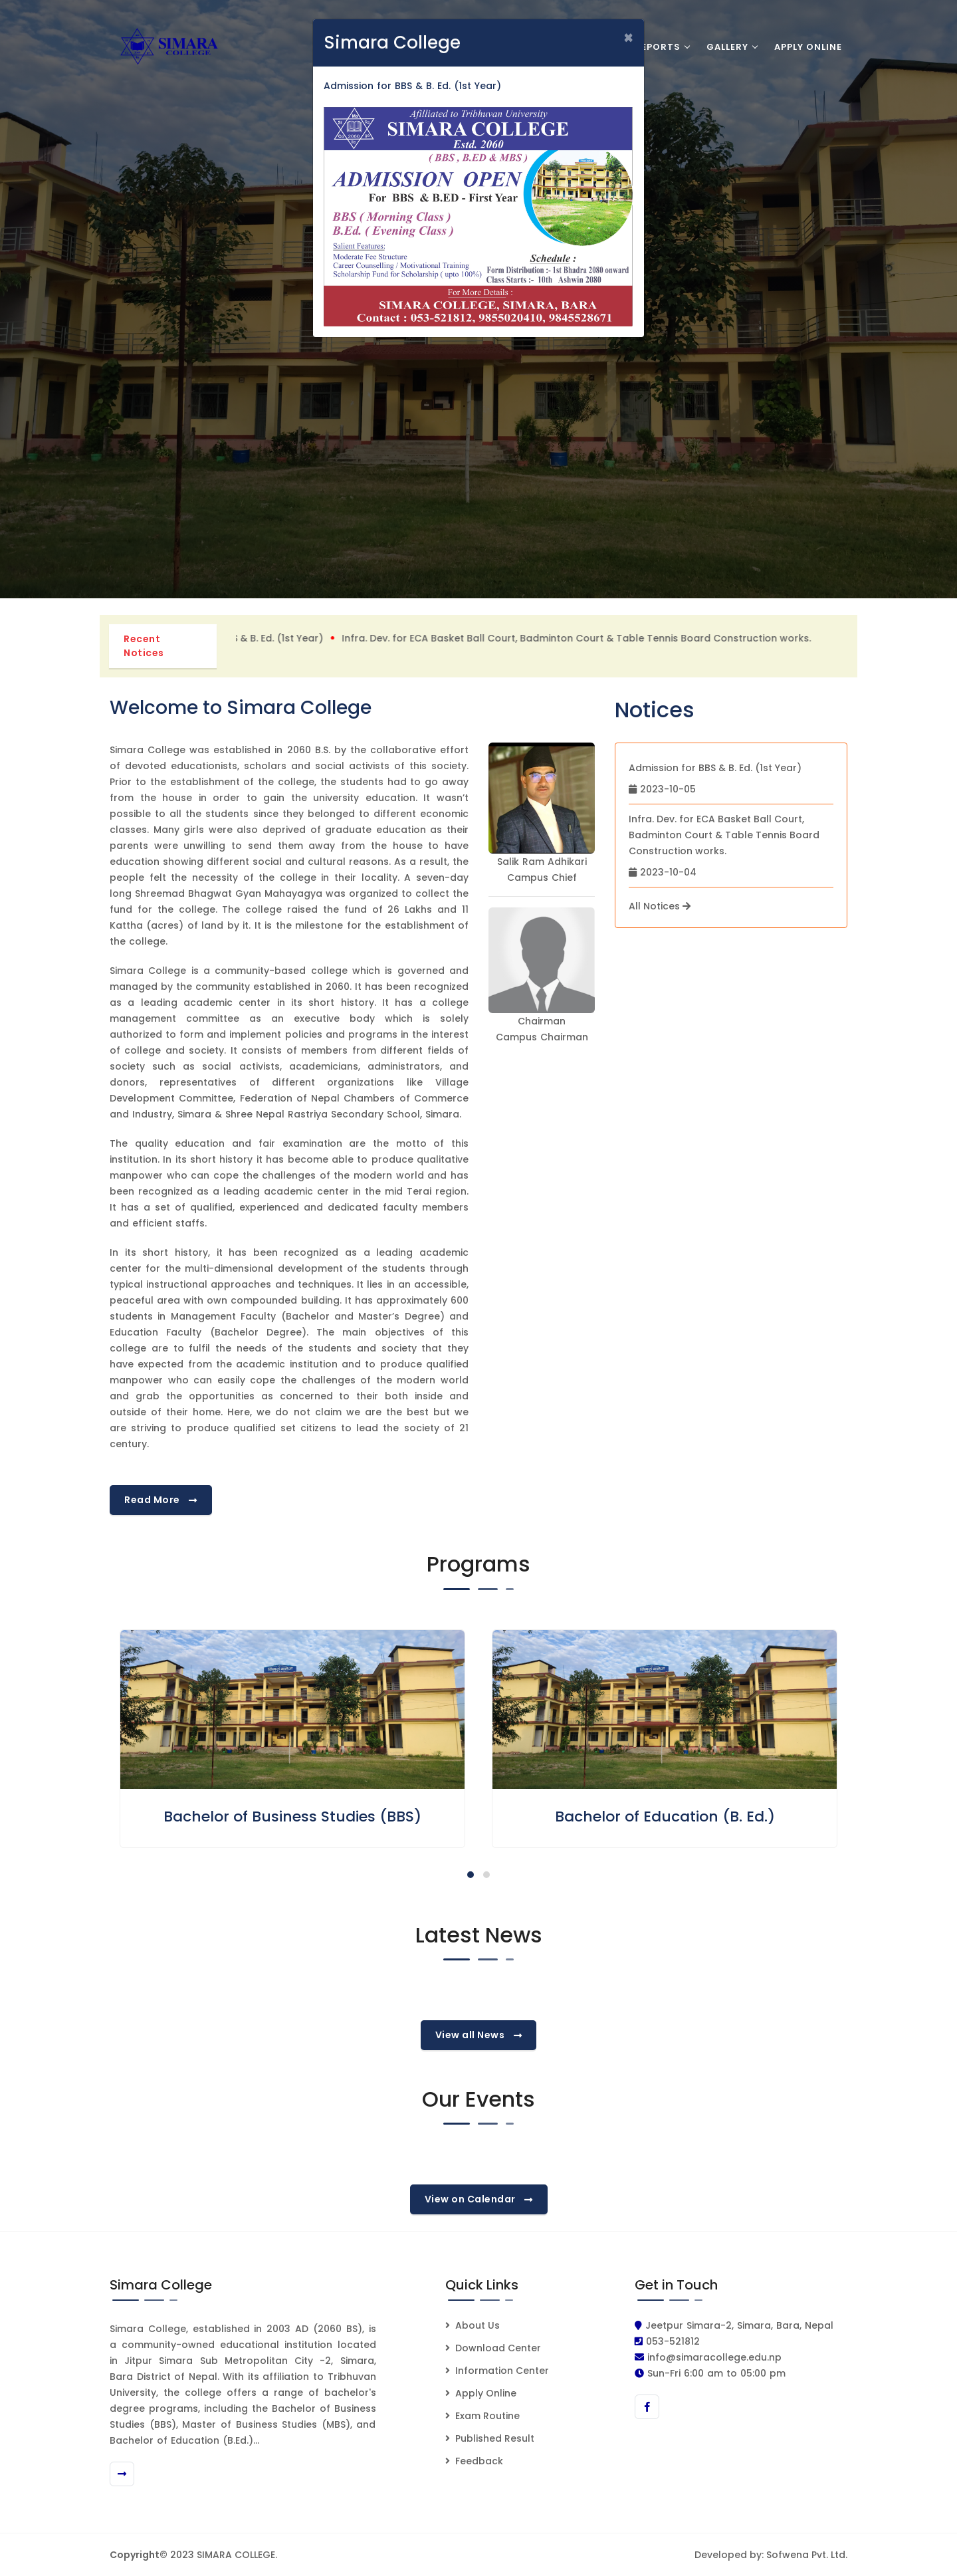 SIMARA
COLLEGE
GALLERY
APPLY ONLINE
Simara College
×
Admission for BBS & B. Ed. (1st Year)
Afilliated to Tribhuvan University
SIMARA COLLEGE
Estd. 2060
( BBS , B.ED & MBS )
ADMISSION OPEN
For BBS & B.ED - First Year
BBS ( Morning Class )
B.Ed. ( Evening Class )
Salient Features:
Moderate Fee Structure
Career Counselling / Motivational Training
Scholarship Fund for Scholarship ( upto 100%)
Schedule :
Form Distribution :- 1st Bhadra 2080 onward
Class Starts :- 10th Ashwin 2080
For More Details :
SIMARA COLLEGE, SIMARA, BARA
Contact : 053-521812, 9855020410, 9845528671
Recent
Notices
& B. Ed. (1st Year) • Infra. Dev. for ECA Basket Ball Court, Badminton Court & Table Tennis Board Construction works.
Welcome to Simara College
Simara College was established in 2060 B.S. by the collaborative effort
of devoted educationists, scholars and social activists of this society.
Prior to the establishment of the college, the students had to go away
from the house in order to gain the university education. It wasn't
possible to all the students since they belonged to different economic
classes. Many girls were also deprived of graduate education as their
parents were unwilling to send them away from the house to have
education showing different social and cultural reasons. As a result, the
people felt the necessity of the college in their locality. A seven-day
long Shreemad Bhagwat Gyan Mahayagya was organized to collect the
fund for the college. The college raised the fund of 26 Lakhs and 11
Kattha (acres) of land by it. It is the milestone for the establishment of
the college.
Simara College is a community-based college which is governed and
managed by the community established in 2060. It has been recognized
as a leading academic center in its short history. It has a college
management committee as an executive body which is solely
authorized to form and implement policies and programs in the interest
of college and society. It consists of members from different fields of
society such as social activists, academicians, administrators, and
donors, representatives of different organizations like Village
Development Committee, Federation of Nepal Chambers of Commerce
and Industry, Simara & Shree Nepal Rastriya Secondary School, Simara.
The quality education and fair examination are the motto of this
institution. In its short history it has become able to produce qualitative
manpower who can cope the challenges of the modern world and has
been recognized as a leading academic center in the mid Terai region.
It has a set of qualified, experienced and dedicated faculty members
and efficient staffs.
In its short history, it has been recognized as a leading academic
center for the multi-dimensional development of the students through
typical instructional approaches and techniques. It lies in an accessible,
peaceful area with own compounded building. It has approximately 600
students in Management Faculty (Bachelor and Master's Degree) and
Education Faculty (Bachelor Degree). The main objectives of this
college are to fulfil the needs of the students and society that they
have expected from the academic institution and to produce qualified
manpower who can easily cope the challenges of the modern world
and grab the opportunities as concerned to their both inside and
outside of their home. Here, we do not claim we are the best but we
are striving to produce qualified set citizens to lead the society of 21
century.
Read More
Salik Ram Adhikari
Campus Chief
Chairman
Campus Chairman
Notices
Admission for BBS & B. Ed. (1st Year)
2023-10-05
Infra. Dev. for ECA Basket Ball Court,
Badminton Court & Table Tennis Board
Construction works.
2023-10-04
All Notices
Programs
Bachelor of Business Studies (BBS)
Bachelor of Education (B. Ed.)
Latest News
View all News
Our Events
View on Calendar
Simara College
Simara College, established in 2003 AD (2060 BS), is
a community-owned educational institution located
in Jitpur Simara Sub Metropolitan City -2, Simara,
Bara District of Nepal. With its affiliation to Tribhuvan
University, the college offers a range of bachelor's
degree programs, including the Bachelor of Business
Studies (BBS), Master of Business Studies (MBS), and
Bachelor of Education (B.Ed.)...
Quick Links
About Us
Download Center
Information Center
Apply Online
Exam Routine
Published Result
Feedback
Get in Touch
Jeetpur Simara-2, Simara, Bara, Nepal
053-521812
info@simaracollege.edu.np
Sun-Fri 6:00 am to 05:00 pm
Copyright© 2023 SIMARA COLLEGE.
Developed by: Sofwena Pvt. Ltd.